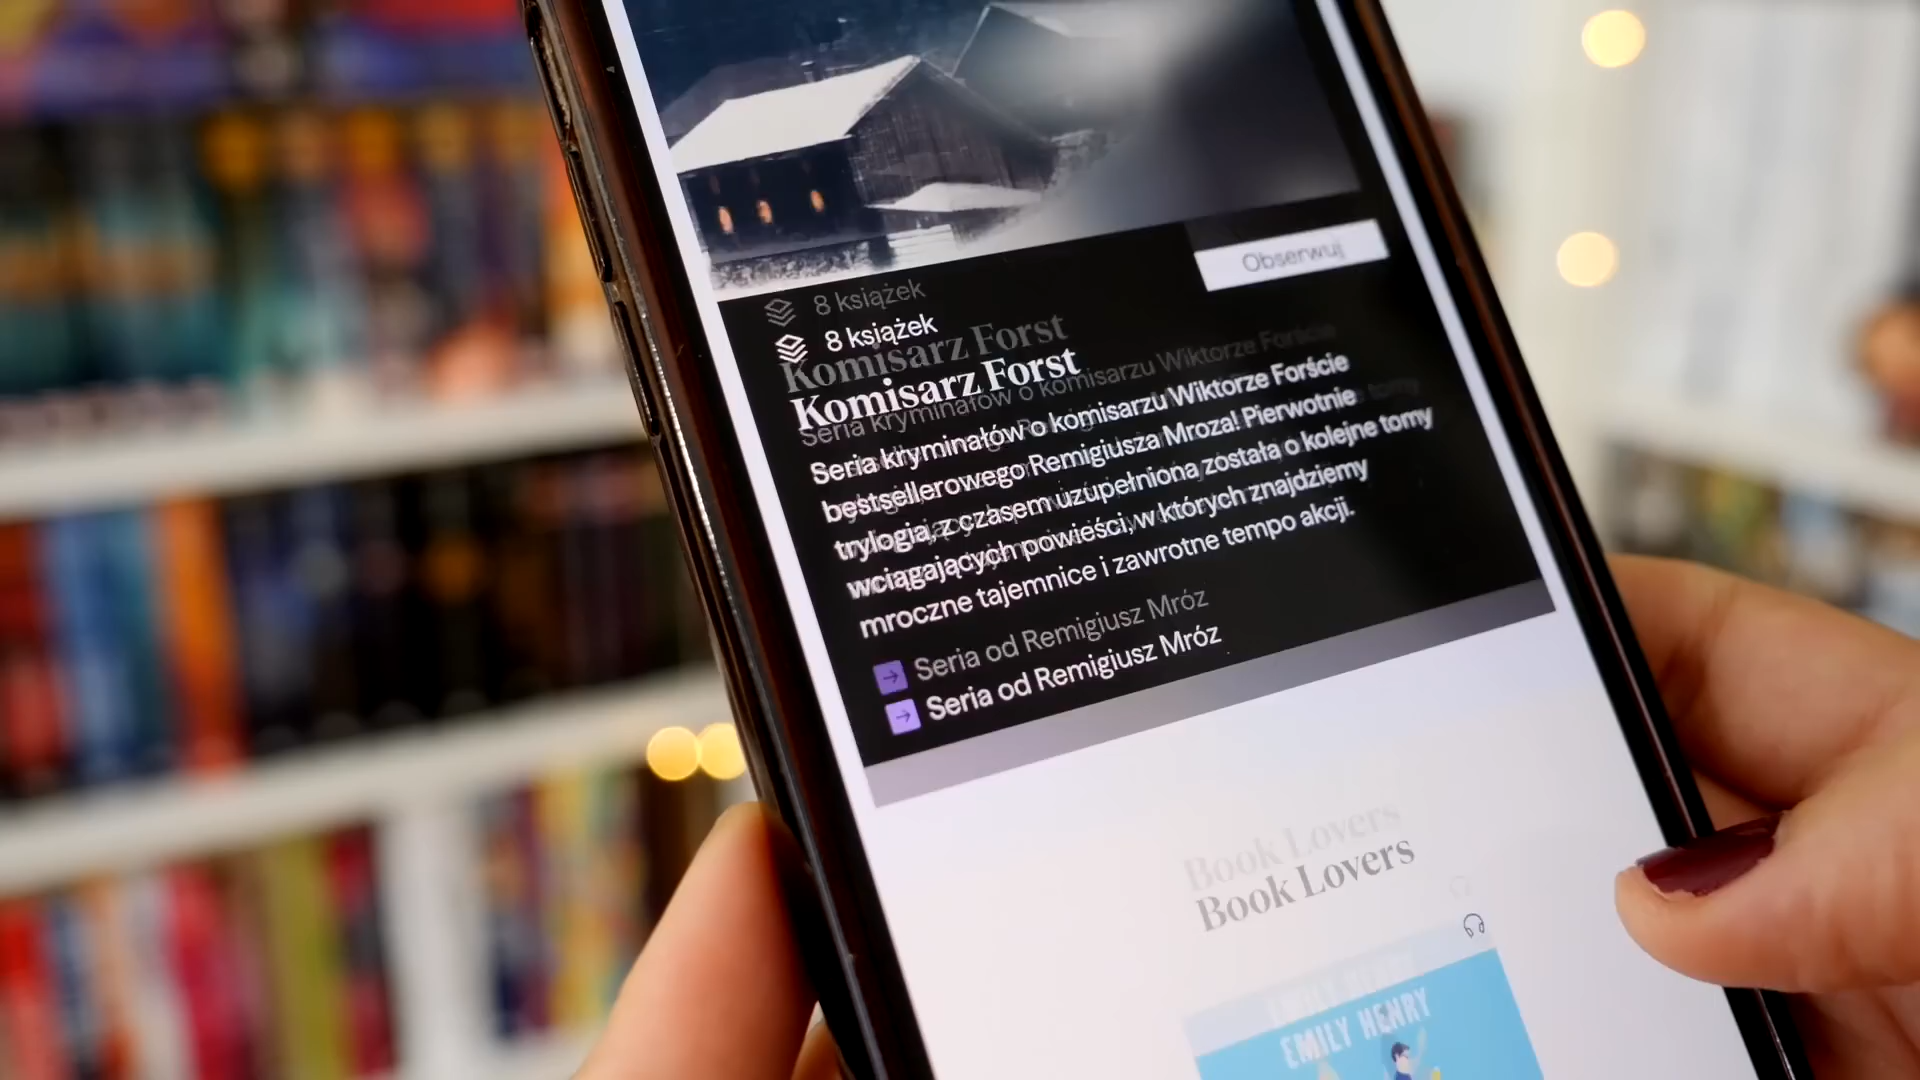 Obserwuj
8 książek
Komisarz Forst
Seria kryminałów o komisarzu Wiktorze Forście
bestsellerowego Remigiusza Mroza! Pierwotnie
trylogia, z czasem uzupełniona została o kolejne tomy
wciągających powieści, w których znajdziemy
mroczne tajemnice i zawrotne tempo akcji.
Seria od Remigiusz Mróz
Book Lovers
EMILY HENRY